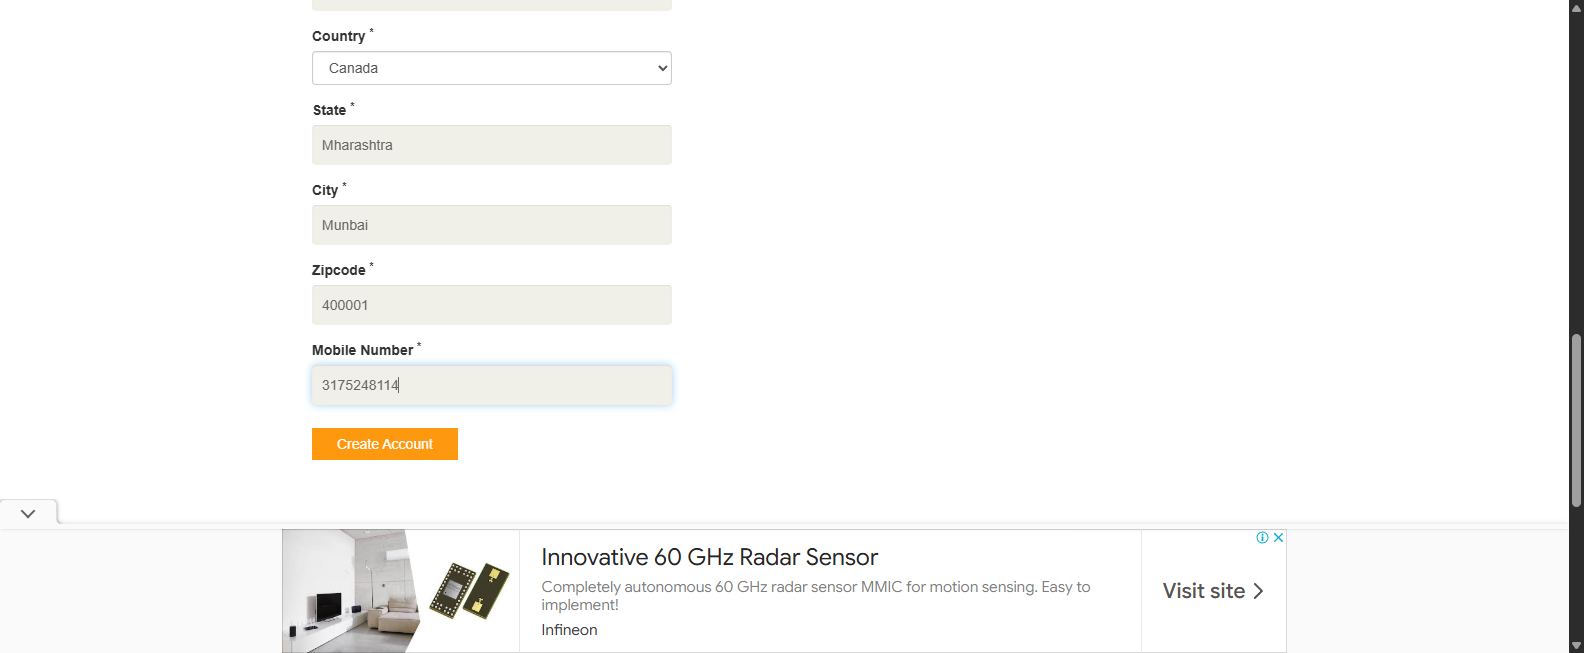 Country *
Canada
State *
Mharashtra
City *
Munbai
Zipcode *
400001
Mobile Number *
3175248114
Create Account
Innovative 60 GHz Radar Sensor
Completely autonomous 60 GHz radar sensor MMIC for motion sensing. Easy to
implement!
Infineon
Visit site